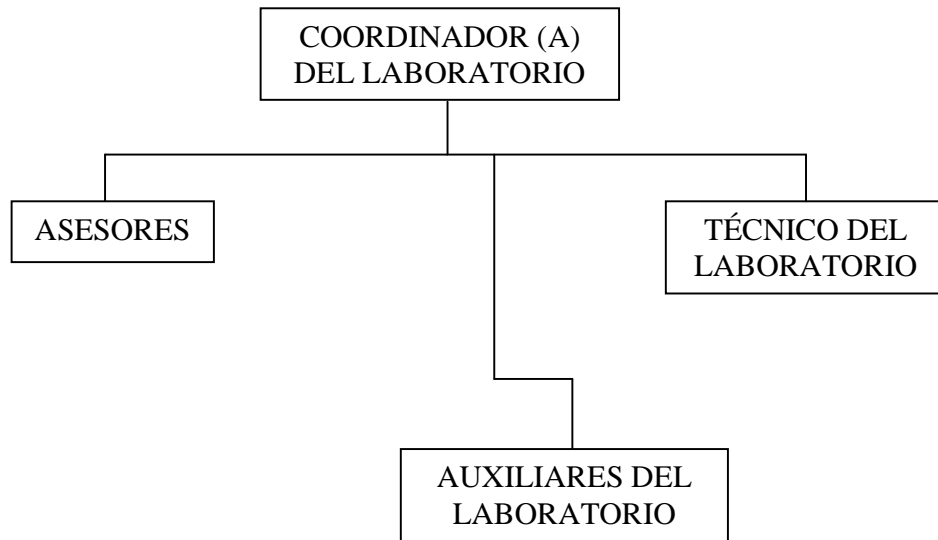 COORDINADOR (A)
DEL LABORATORIO
ASESORES
TÉCNICO DEL
LABORATORIO
AUXILIARES DEL
LABORATORIO